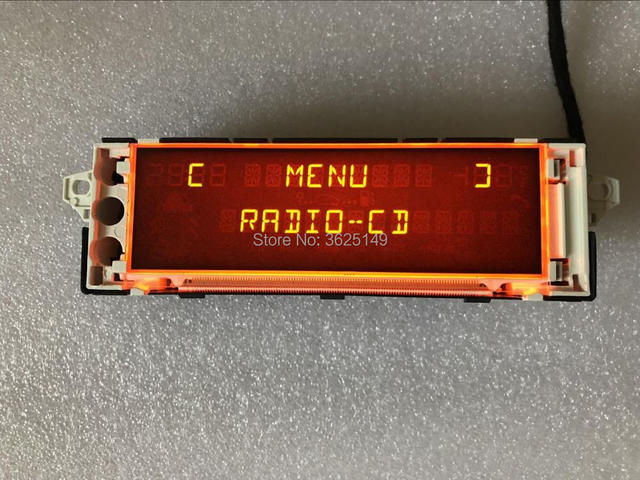 [ MENU ]
RADIO--CD
Store No: 3625149